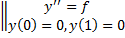 y'' = f
y(0) = 0, y(1) = 0